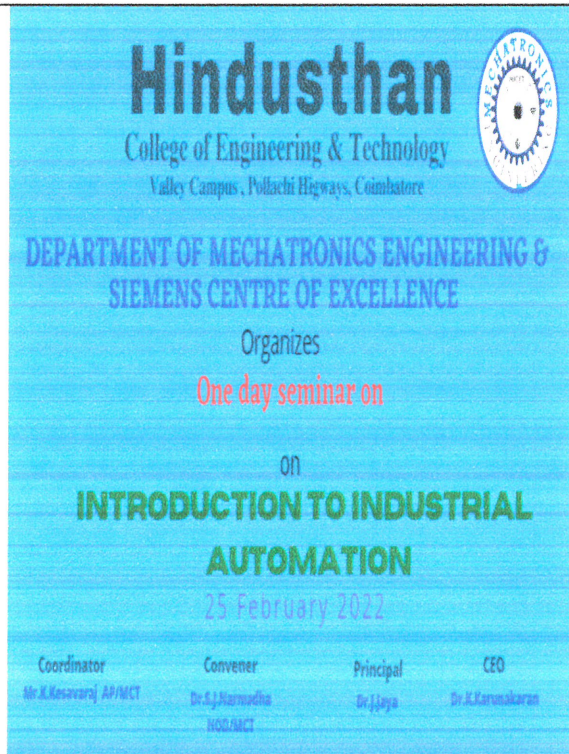 Hindusthan
College of Engineering & Technology
Valley Campus , Pollachi Higways, Coimbatore
MECHATRONICS
DEPARTMENT OF MECHATRONICS ENGINEERING &
SIEMENS CENTRE OF EXCELLENCE
Organizes
One day seminar on
on
INTRODUCTION TO INDUSTRIAL
AUTOMATION
25 February 2022
Coordinator Convener Principal CEO
Mr.K.Kesavaraj AP/MCT Dr.S.J.Narmadha Dr.J.Jaya Dr.K.Karunakaran
HOD/MCT